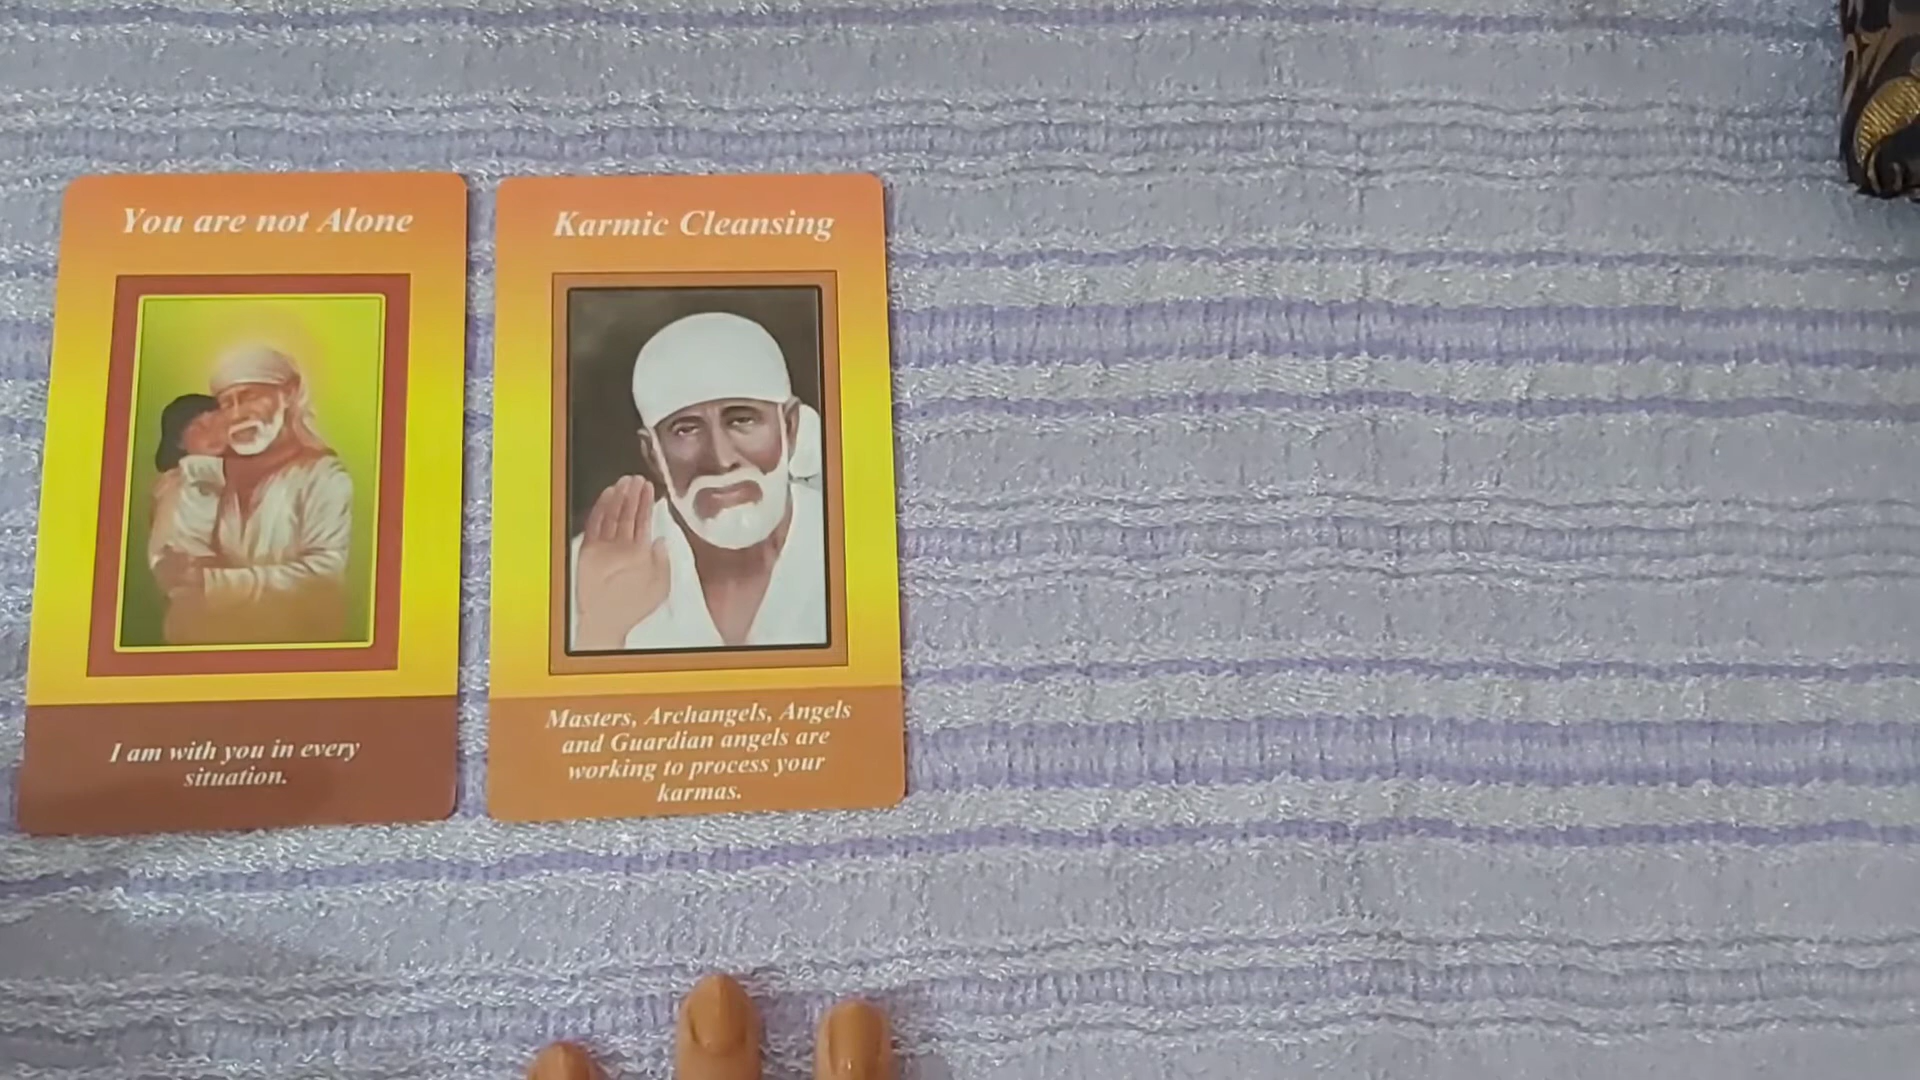 You are not Alone
I am with you in every
situation.
Karmic Cleansing
Masters, Archangels, Angels
and Guardian angels are
working to process your
karmas.